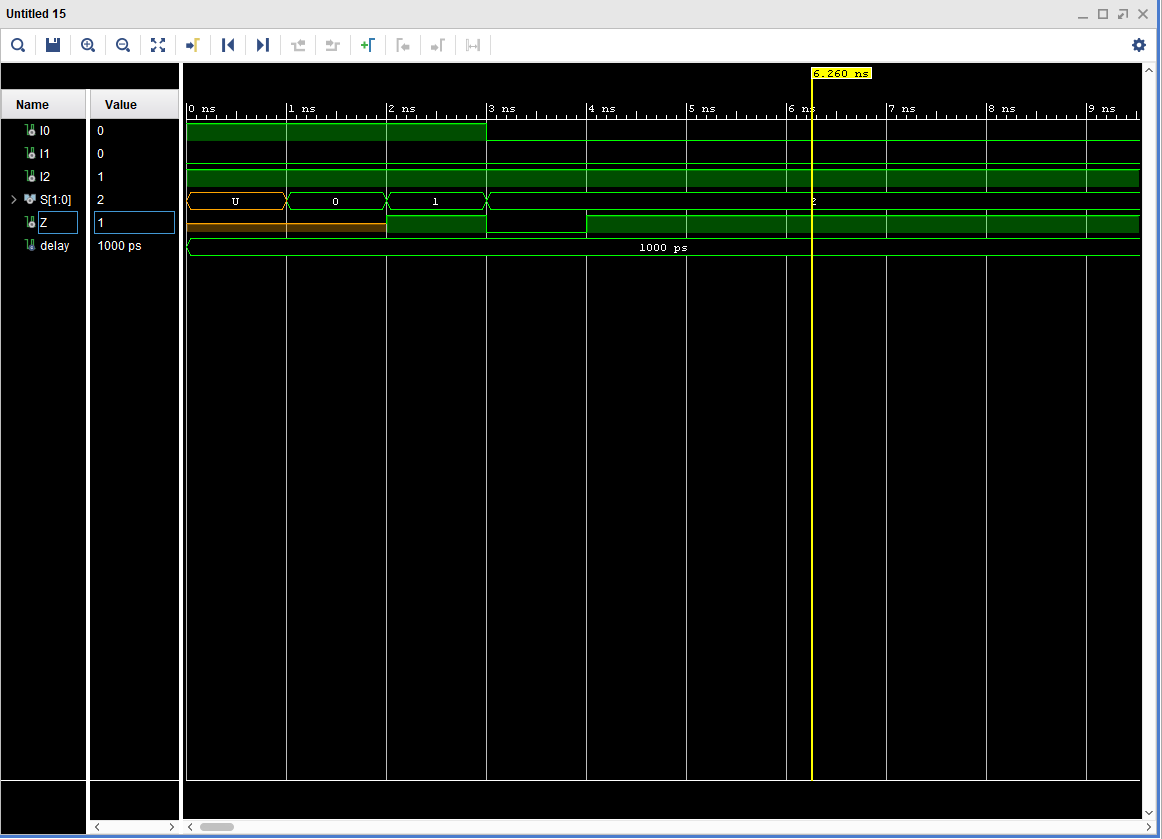 Untitled 15
6.260 ns
Name Value
0 ns 1 ns 2 ns 3 ns 4 ns 5 ns 6 ns 7 ns 8 ns 9 ns
I0 0
I1 0
I2 1
S[1:0] 2 U 0 1 2
Z 1
delay 1000 ps 1000 ps